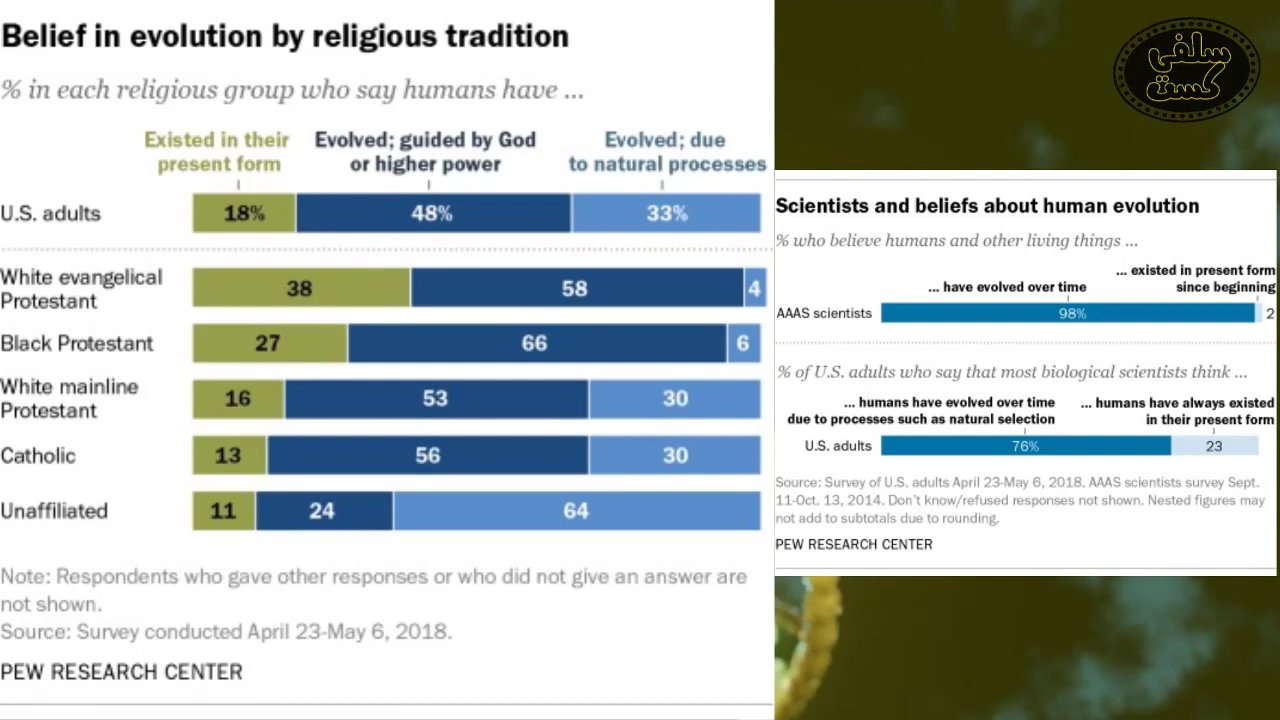 Belief in evolution by religious tradition
% in each religious group who say humans have ...
Existed in their
present form
Evolved; guided by God
or higher power
Evolved; due
to natural processes
U.S. adults 18% 48% 33%
White evangelical
Protestant 38 58 4
Black Protestant 27 66 6
White mainline
Protestant 16 53 30
Catholic 13 56 30
Unaffiliated 11 24 64
Note: Respondents who gave other responses or who did not give an answer are
not shown.
Source: Survey conducted April 23-May 6, 2018.
PEW RESEARCH CENTER
سلفی
کست
Scientists and beliefs about human evolution
% who believe humans and other living things ...
... have evolved over time
... existed in present form
since beginning
AAAS scientists 98% 2
% of U.S. adults who say that most biological scientists think ...
... humans have evolved over time
due to processes such as natural selection
... humans have always existed
in their present form
U.S. adults 76% 23
Source: Survey of U.S. adults April 23-May 6, 2018. AAAS scientists survey Sept.
11-Oct. 13, 2014. Don't know/refused responses not shown. Nested figures may
not add to subtotals due to rounding.
PEW RESEARCH CENTER